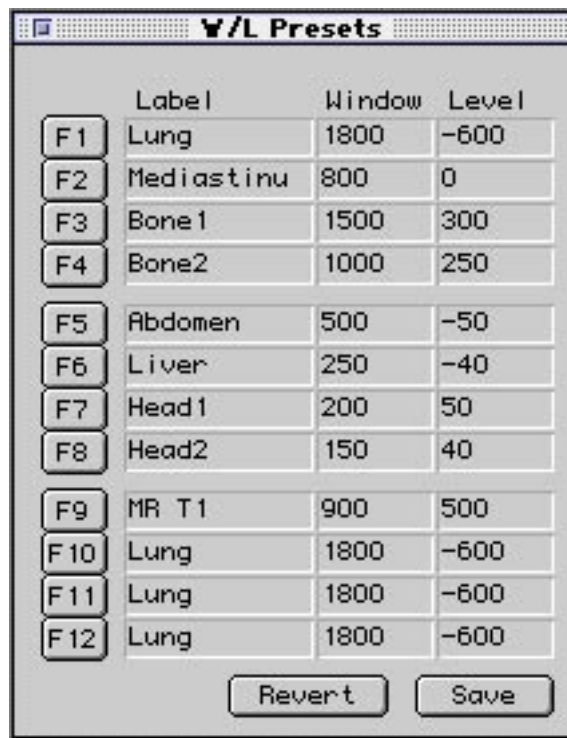 W/L Presets
Label Window Level
F1 Lung 1800 -600
F2 Mediastinu 800 0
F3 Bone1 1500 300
F4 Bone2 1000 250
F5 Abdomen 500 -50
F6 Liver 250 -40
F7 Head1 200 50
F8 Head2 150 40
F9 MR T1 900 500
F10 Lung 1800 -600
F11 Lung 1800 -600
F12 Lung 1800 -600
Revert Save